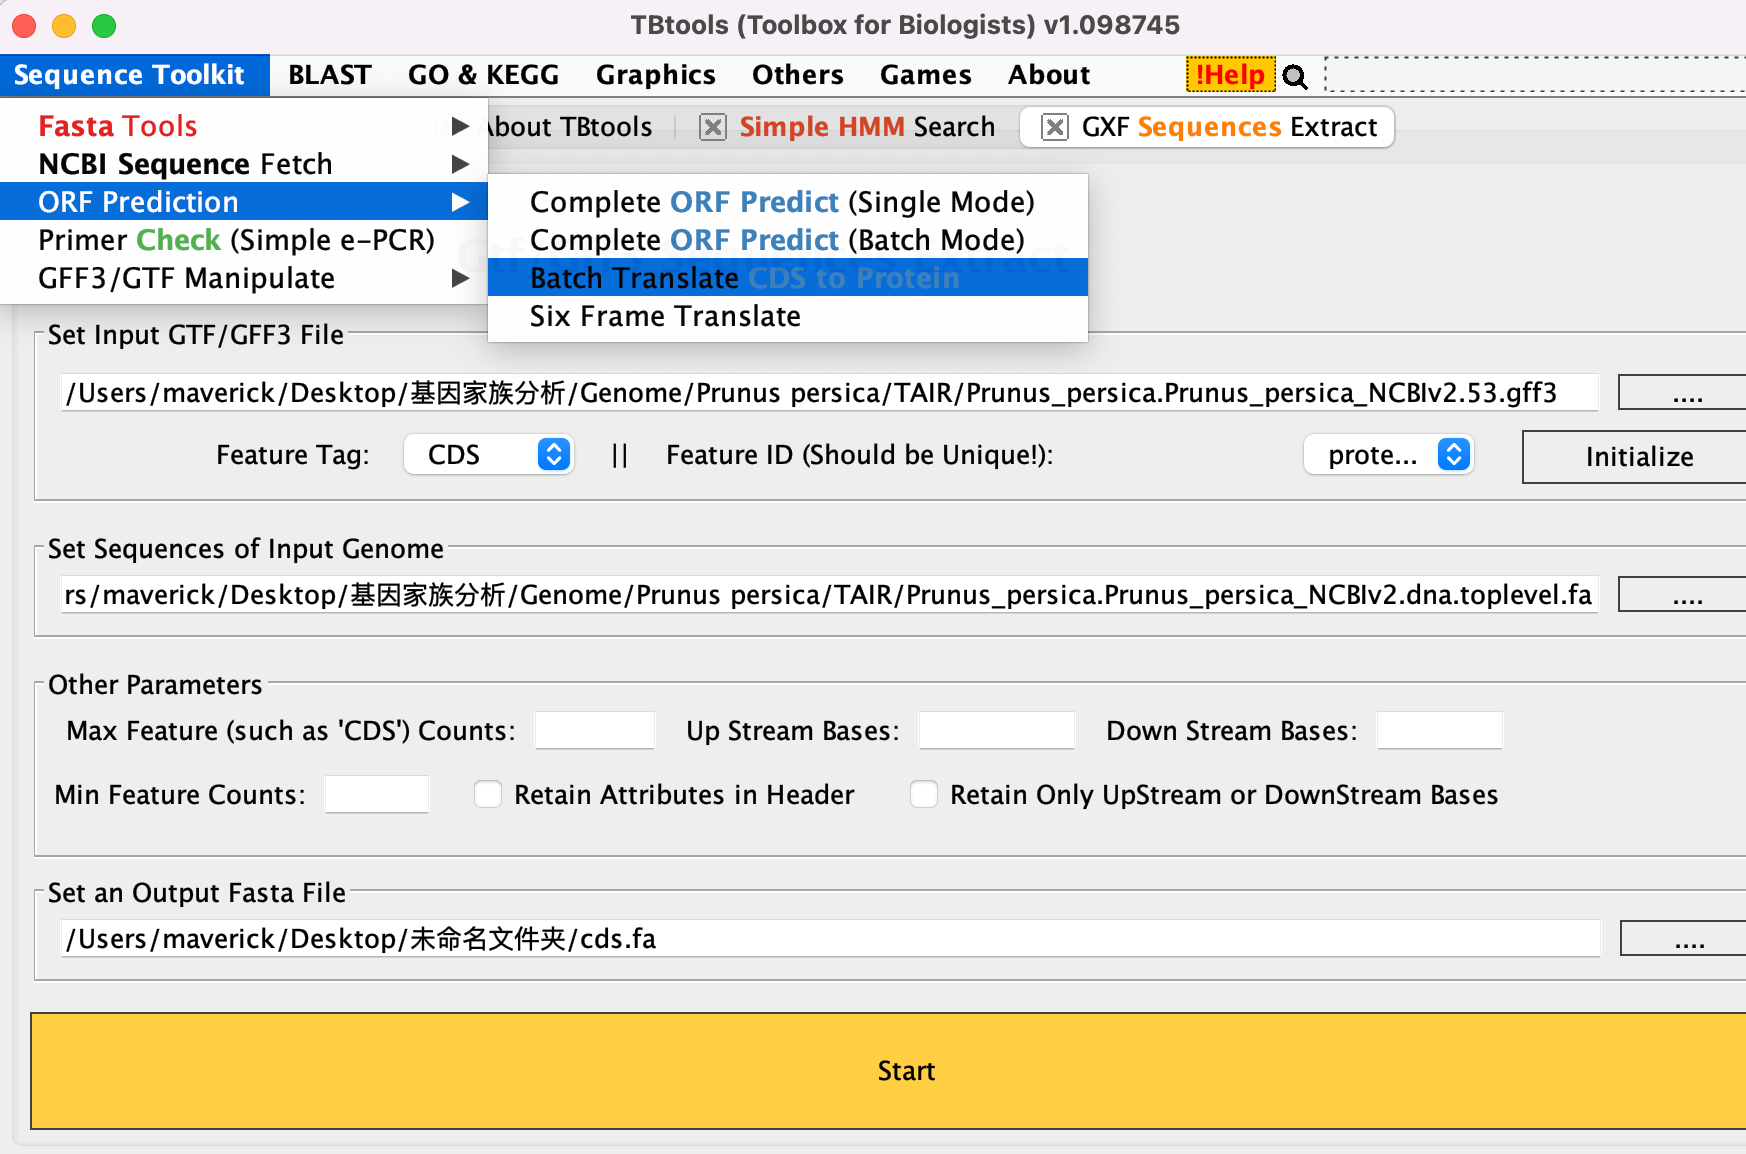 TBtools (Toolbox for Biologists) v1.098745
Sequence Toolkit BLAST GO & KEGG Graphics Others Games About !Help
Fasta Tools
NCBI Sequence Fetch
ORF Prediction
Primer Check (Simple e-PCR)
GFF3/GTF Manipulate
About TBtools Simple HMM Search GXF Sequences Extract
Complete ORF Predict (Single Mode)
Complete ORF Predict (Batch Mode)
Batch Translate CDS to Protein
Six Frame Translate
Set Input GTF/GFF3 File
/Users/maverick/Desktop/基因家族分析/Genome/Prunus persica/TAIR/Prunus_persica.Prunus_persica_NCBIv2.53.gff3 ....
Feature Tag: CDS || Feature ID (Should be Unique!): prote... Initialize
Set Sequences of Input Genome
rs/maverick/Desktop/基因家族分析/Genome/Prunus persica/TAIR/Prunus_persica.Prunus_persica_NCBIv2.dna.toplevel.fa ....
Other Parameters
Max Feature (such as 'CDS') Counts: Up Stream Bases: Down Stream Bases:
Min Feature Counts: Retain Attributes in Header Retain Only UpStream or DownStream Bases
Set an Output Fasta File
/Users/maverick/Desktop/未命名文件夹/cds.fa ....
Start